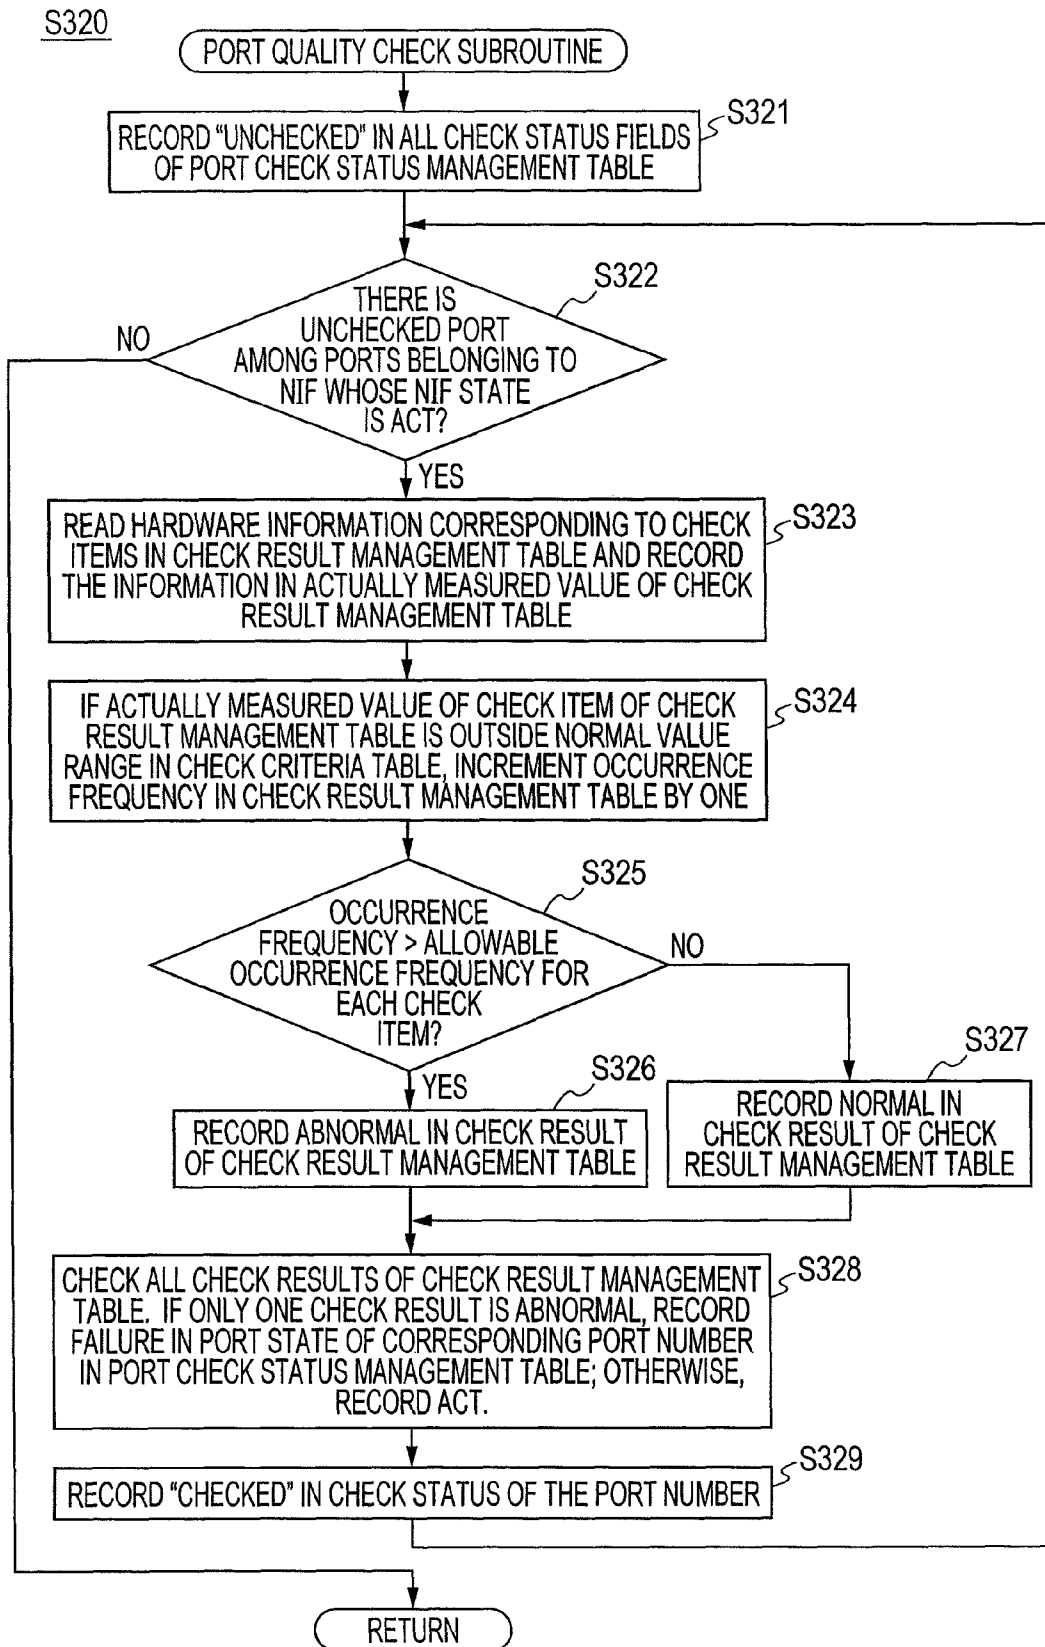 S320
PORT QUALITY CHECK SUBROUTINE
S321
RECORD "UNCHECKED" IN ALL CHECK STATUS FIELDS
OF PORT CHECK STATUS MANAGEMENT TABLE
S322
THERE IS
UNCHECKED PORT
AMONG PORTS BELONGING TO
NIF WHOSE NIF STATE
IS ACT?
NO
YES
S323
READ HARDWARE INFORMATION CORRESPONDING TO CHECK
ITEMS IN CHECK RESULT MANAGEMENT TABLE AND RECORD
THE INFORMATION IN ACTUALLY MEASURED VALUE OF CHECK
RESULT MANAGEMENT TABLE
S324
IF ACTUALLY MEASURED VALUE OF CHECK ITEM OF CHECK
RESULT MANAGEMENT TABLE IS OUTSIDE NORMAL VALUE
RANGE IN CHECK CRITERIA TABLE, INCREMENT OCCURRENCE
FREQUENCY IN CHECK RESULT MANAGEMENT TABLE BY ONE
S325
OCCURRENCE
FREQUENCY > ALLOWABLE
OCCURRENCE FREQUENCY FOR
EACH CHECK
ITEM?
NO
YES
S326
RECORD ABNORMAL IN CHECK RESULT
OF CHECK RESULT MANAGEMENT TABLE
S327
RECORD NORMAL IN
CHECK RESULT OF CHECK
RESULT MANAGEMENT TABLE
S328
CHECK ALL CHECK RESULTS OF CHECK RESULT MANAGEMENT
TABLE. IF ONLY ONE CHECK RESULT IS ABNORMAL, RECORD
FAILURE IN PORT STATE OF CORRESPONDING PORT NUMBER
IN PORT CHECK STATUS MANAGEMENT TABLE; OTHERWISE,
RECORD ACT.
S329
RECORD "CHECKED" IN CHECK STATUS OF THE PORT NUMBER
RETURN